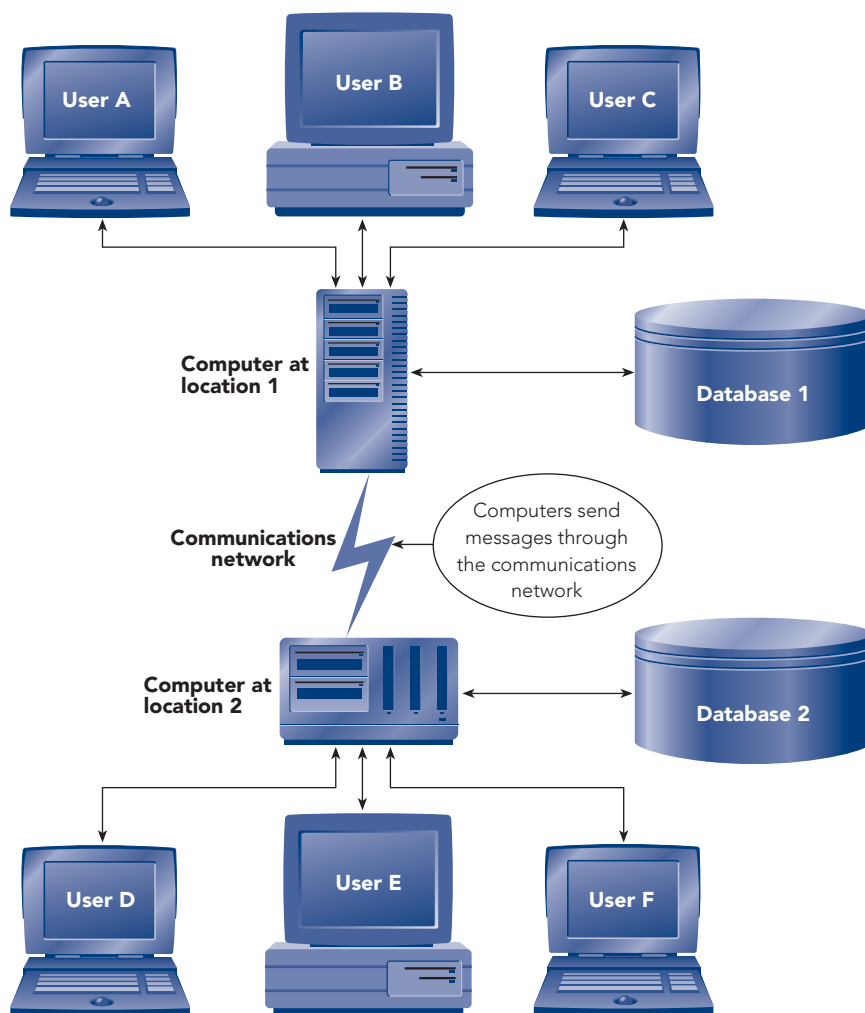 User A
User B
User C
Computer at
location 1
Database 1
Communications
network
Computers send
messages through
the communications
network
Computer at
location 2
Database 2
User D
User E
User F